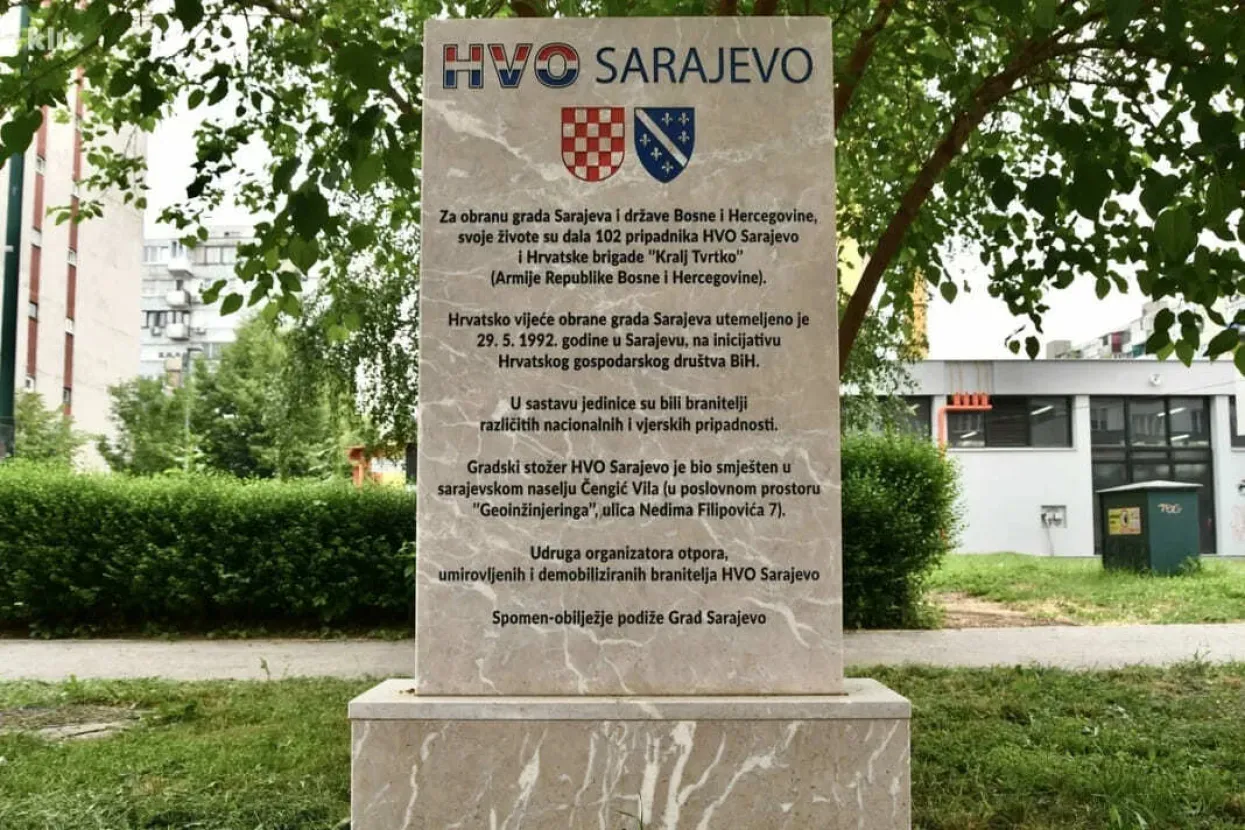 klix
HVO SARAJEVO
Za obranu grada Sarajeva i države Bosne i Hercegovine,
svoje živote su dala 102 pripadnika HVO Sarajevo
i Hrvatske brigade "Kralj Tvrtko"
(Armije Republike Bosne i Hercegovine).
Hrvatsko vijeće obrane grada Sarajeva utemeljeno je
29. 5. 1992. godine u Sarajevu, na inicijativu
Hrvatskog gospodarskog društva BiH.
U sastavu jedinice su bili branitelji
različitih nacionalnih i vjerskih pripadnosti.
Gradski stožer HVO Sarajevo je bio smješten u
sarajevskom naselju Čengić Vila (u poslovnom prostoru
"Geoinžinjeringa", ulica Nedima Filipovića 7).
Udruga organizatora otpora,
umirovljenih i demobiliziranih branitelja HVO Sarajevo
Spomen-obilježje podiže Grad Sarajevo